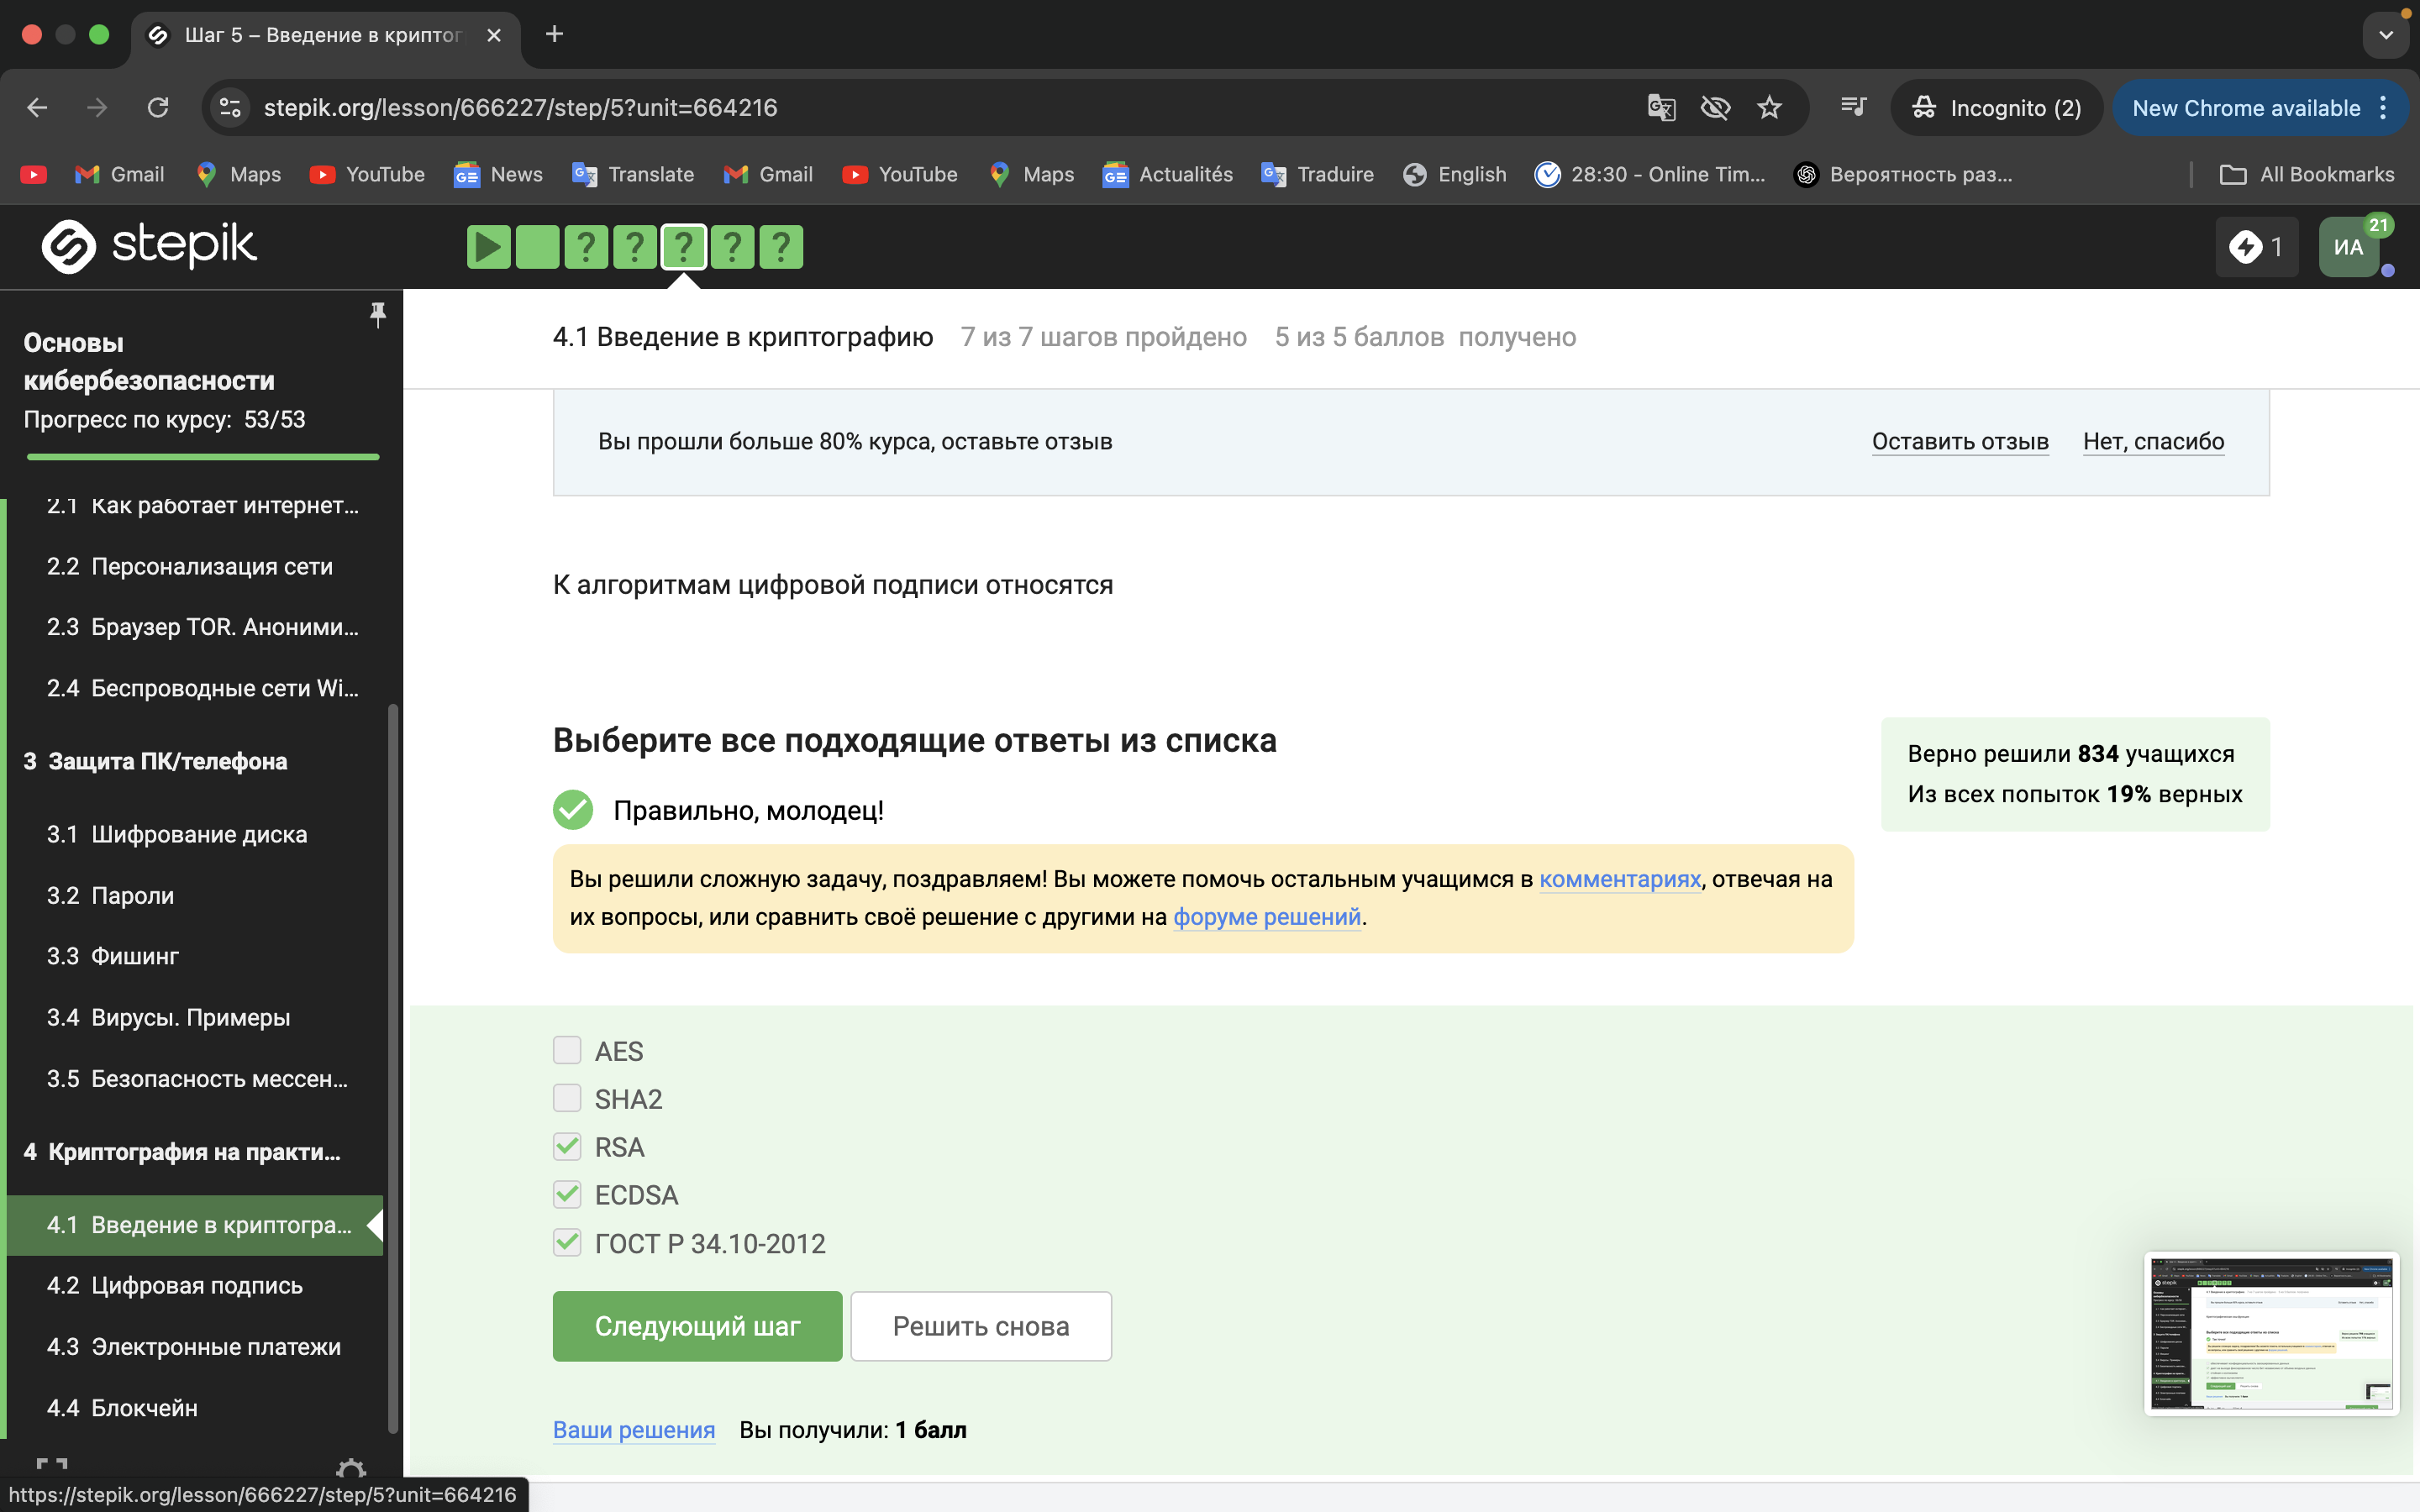 Шаг 5 – Введение в криптог
stepik.org/lesson/666227/step/5?unit=664216
Incognito (2)
New Chrome available
Gmail
Maps
YouTube
News
Translate
Gmail
YouTube
Maps
Actualités
Traduire
English
28:30 - Online Tim...
Вероятность раз...
All Bookmarks
stepik
? ? ? ? ?
1
ИА
21
Основы
кибербезопасности
Прогресс по курсу: 53/53
2.1 Как работает интернет...
2.2 Персонализация сети
2.3 Браузер TOR. Аноними...
2.4 Беспроводные сети Wi...
3 Защита ПК/телефона
3.1 Шифрование диска
3.2 Пароли
3.3 Фишинг
3.4 Вирусы. Примеры
3.5 Безопасность мессен...
4 Криптография на практи...
4.1 Введение в криптогра...
4.2 Цифровая подпись
4.3 Электронные платежи
4.4 Блокчейн
https://stepik.org/lesson/666227/step/5?unit=664216
4.1 Введение в криптографию 7 из 7 шагов пройдено 5 из 5 баллов получено
Вы прошли больше 80% курса, оставьте отзыв
Оставить отзыв
Нет, спасибо
К алгоритмам цифровой подписи относятся
Выберите все подходящие ответы из списка
Верно решили 834 учащихся
Из всех попыток 19% верных
Правильно, молодец!
Вы решили сложную задачу, поздравляем! Вы можете помочь остальным учащимся в комментариях, отвечая на
их вопросы, или сравнить своё решение с другими на форуме решений.
AES
SHA2
RSA
ECDSA
ГОСТ Р 34.10-2012
Следующий шаг
Решить снова
Ваши решения
Вы получили: 1 балл